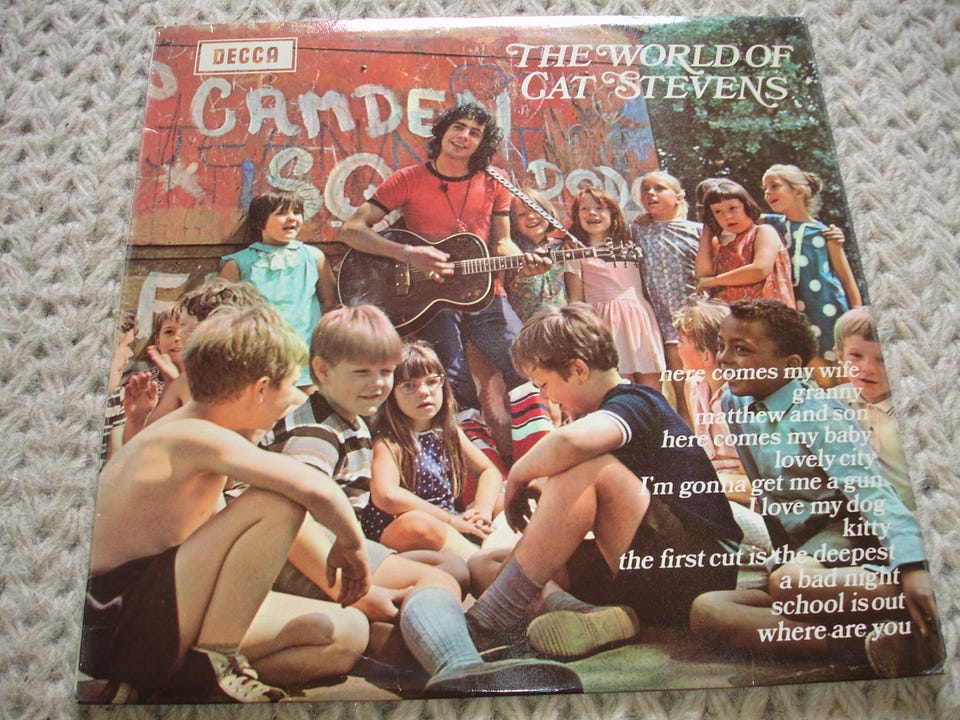 DECCA
THE WORLD OF
CAT STEVENS
CAMDEN
here comes my wife
granny
matthew and son
here comes my baby
lovely city
I'm gonna get me a gun
I love my dog
kitty
the first cut is the deepest
a bad night
school is out
where are you